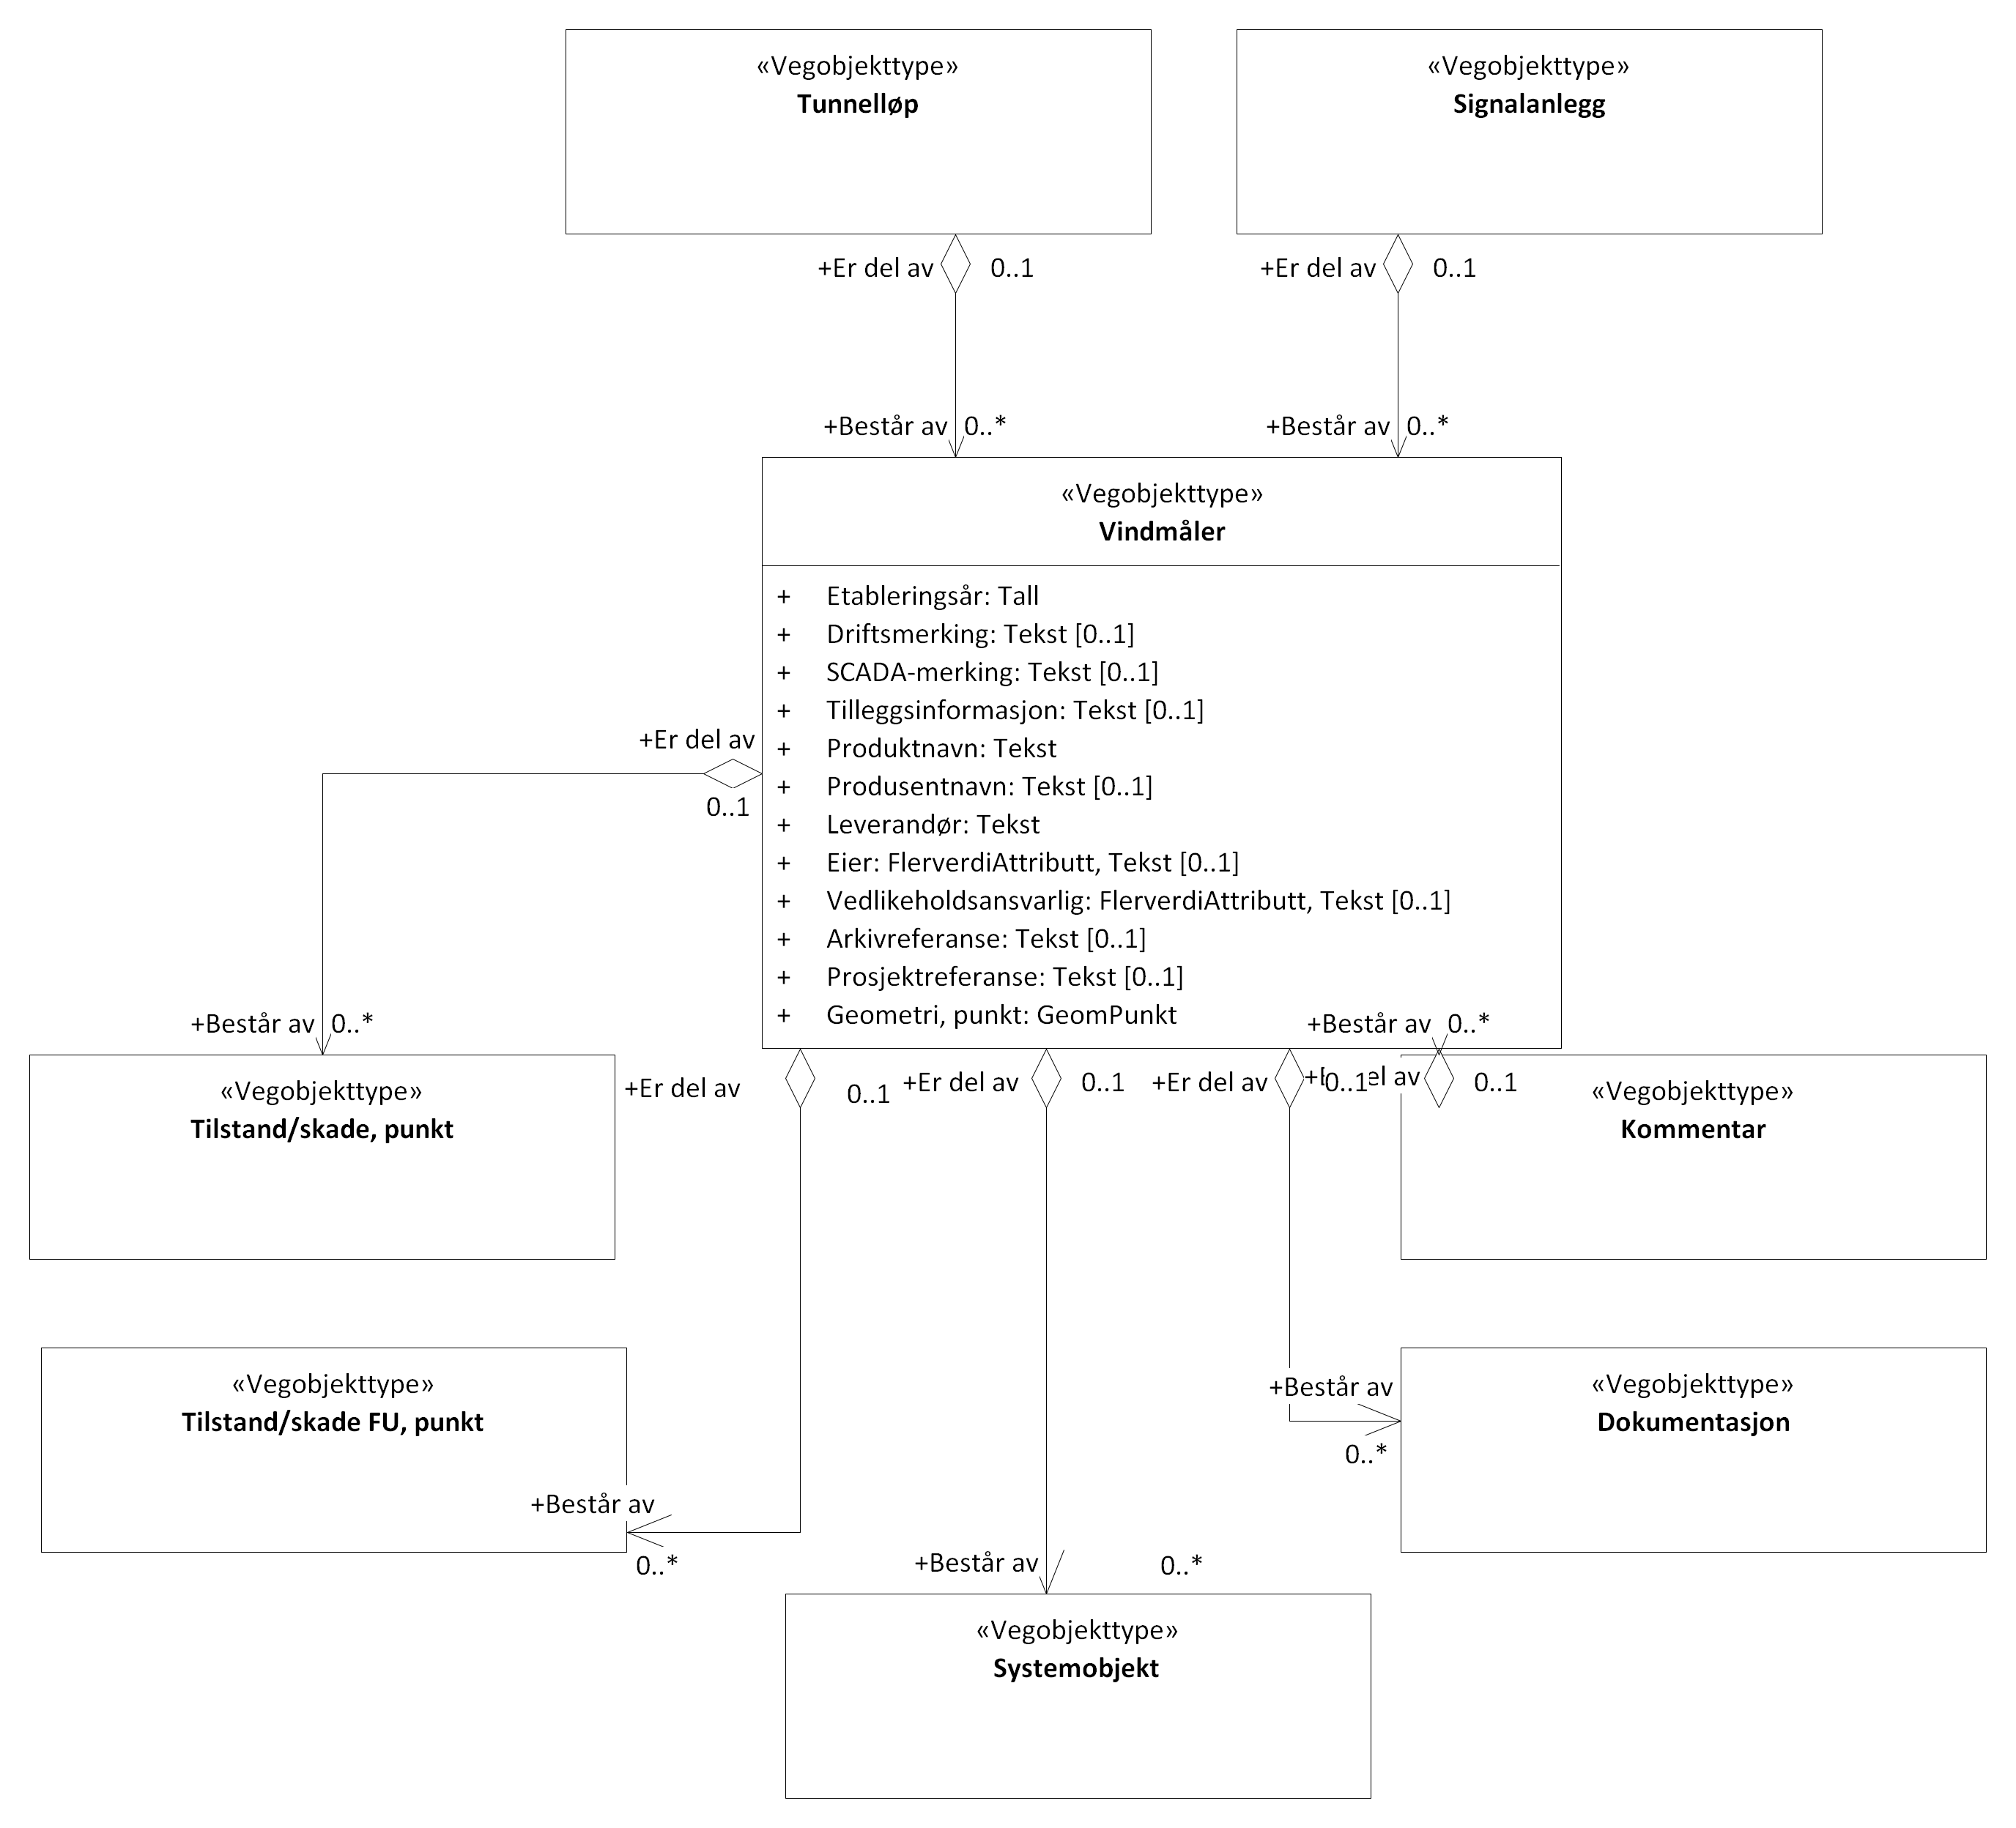 «Vegobjekttype»
Tunnelløp
«Vegobjekttype»
Signalanlegg
+Er del av
0..1
+Er del av
0..1
+Består av
0..*
+Består av
0..*
«Vegobjekttype»
Vindmåler
+ Etableringsår: Tall
+ Driftsmerking: Tekst [0..1]
+ SCADA-merking: Tekst [0..1]
+ Tilleggsinformasjon: Tekst [0..1]
+ Produktnavn: Tekst
+ Produsentnavn: Tekst [0..1]
+ Leverandør: Tekst
+ Eier: FlerverdiAttributt, Tekst [0..1]
+ Vedlikeholdsansvarlig: FlerverdiAttributt, Tekst [0..1]
+ Arkivreferanse: Tekst [0..1]
+ Prosjektreferanse: Tekst [0..1]
+ Geometri, punkt: GeomPunkt
+Er del av
0..1
+Består av
0..*
+Består av
0..*
«Vegobjekttype»
Tilstand/skade, punkt
+Er del av
0..1
+Er del av
0..1
+Er del av
0..1
av
0..1
«Vegobjekttype»
Kommentar
«Vegobjekttype»
Tilstand/skade FU, punkt
+Består av
0..*
+Består av
0..*
«Vegobjekttype»
Dokumentasjon
+Består av
0..*
«Vegobjekttype»
Systemobjekt